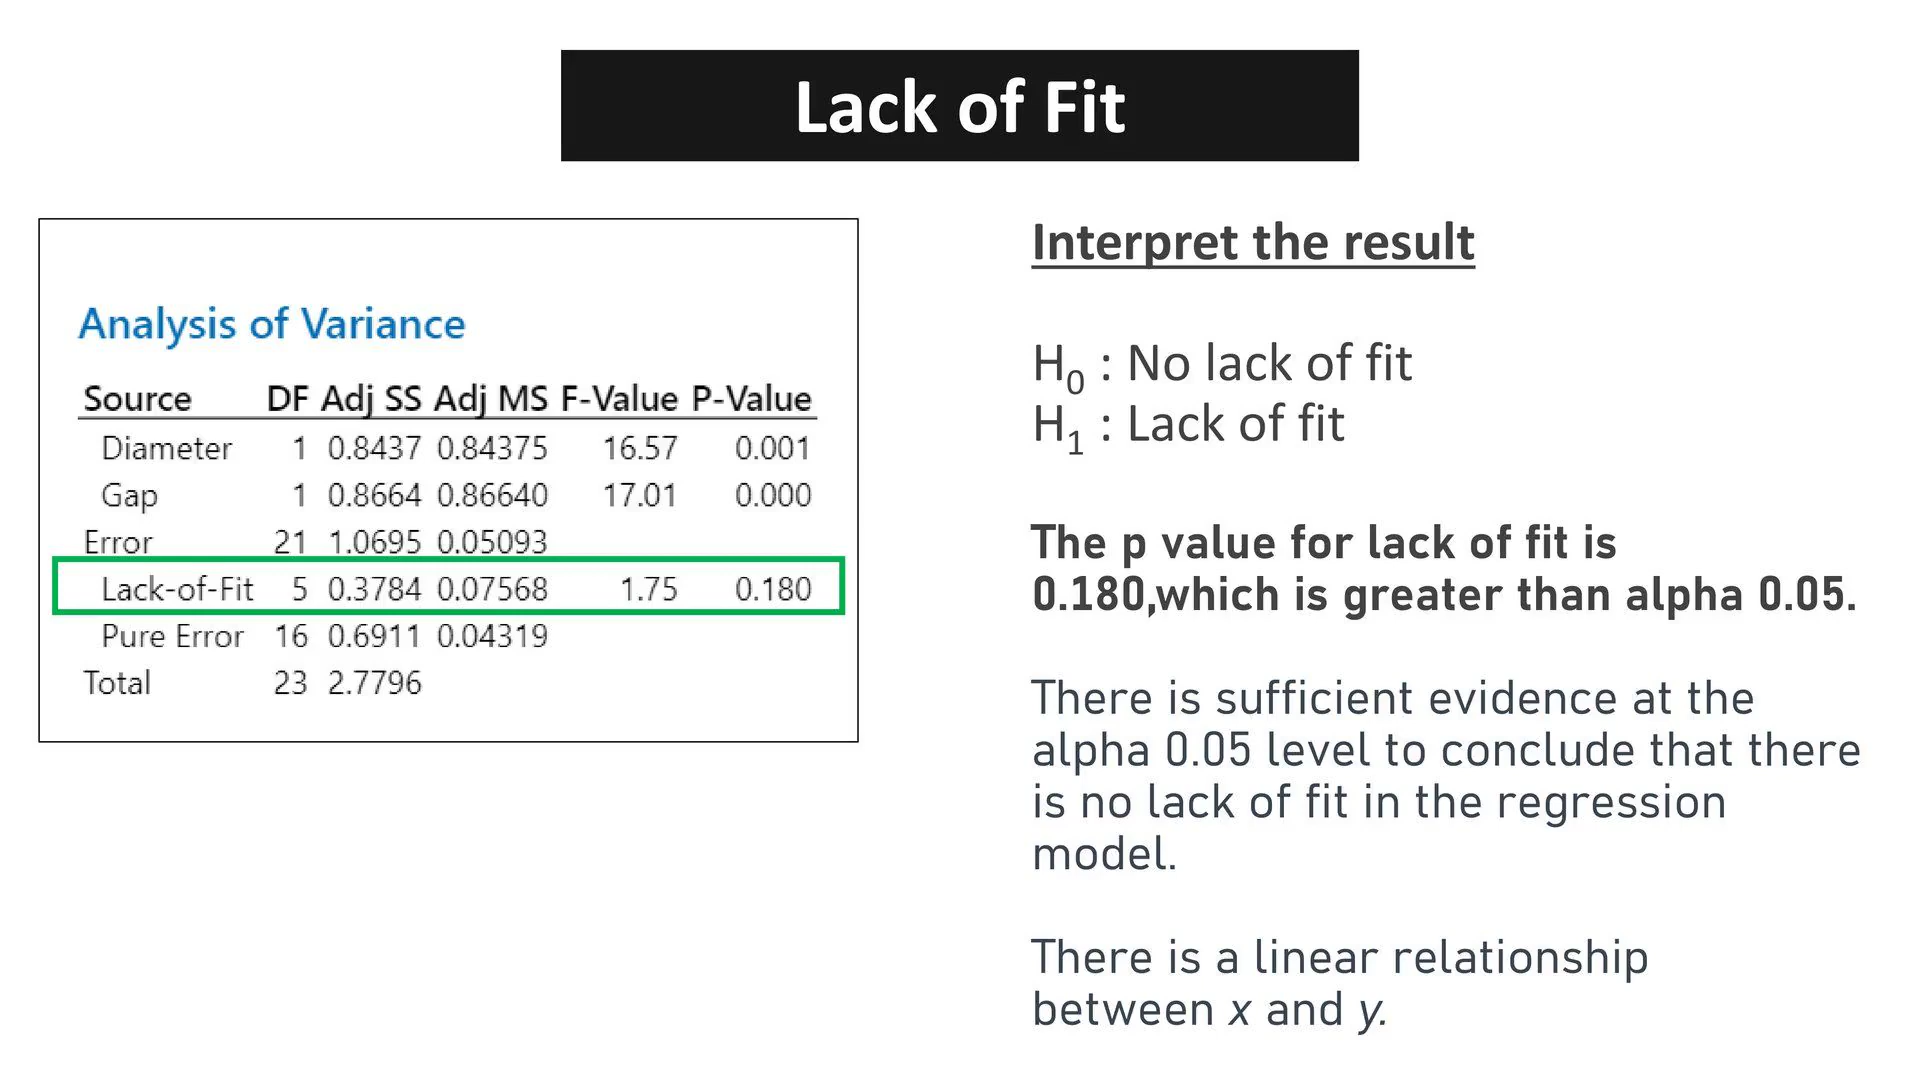 Lack of Fit
Analysis of Variance
Source DF Adj SS Adj MS F-Value P-Value
Diameter 1 0.8437 0.84375 16.57 0.001
Gap 1 0.8664 0.86640 17.01 0.000
Error 21 1.0695 0.05093
Lack-of-Fit 5 0.3784 0.07568 1.75 0.180
Pure Error 16 0.6911 0.04319
Total 23 2.7796
Interpret the result
H0 : No lack of fit
H1 : Lack of fit
The p value for lack of fit is
0.180,which is greater than alpha 0.05.
There is sufficient evidence at the
alpha 0.05 level to conclude that there
is no lack of fit in the regression
model.
There is a linear relationship
between x and y.